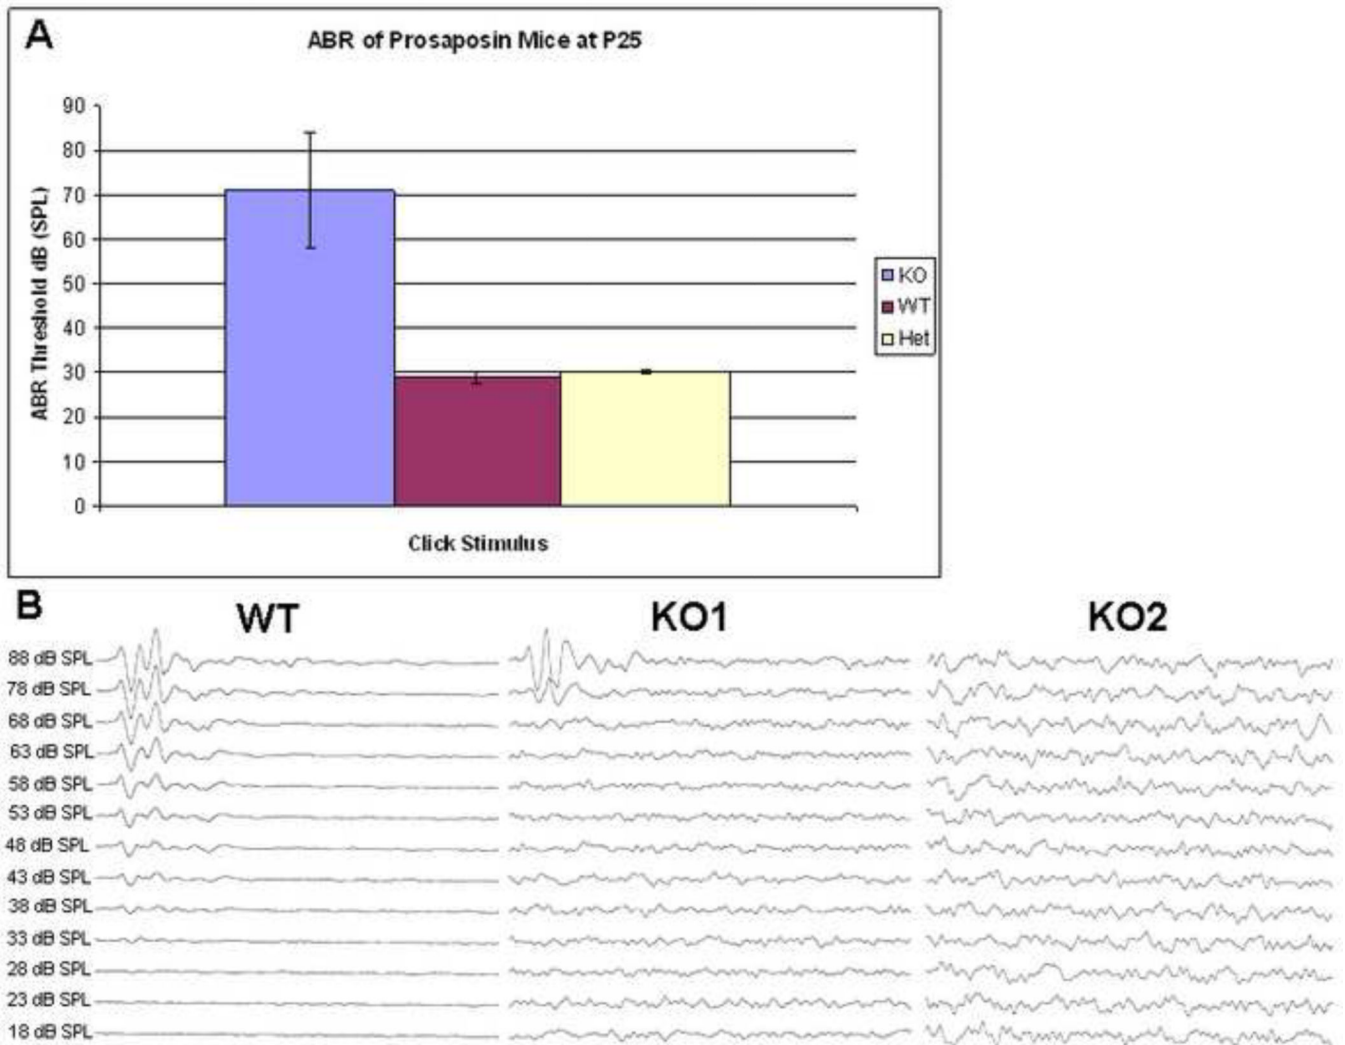 A
ABR of Prosaposin Mice at P25
90
80
70
60
50
40
30
20
10
0
ABR Threshold dB (SPL)
Click Stimulus
KO
WT
Het
B
WT KO1 KO2
88 dB SPL
78 dB SPL
68 dB SPL
63 dB SPL
58 dB SPL
53 dB SPL
48 dB SPL
43 dB SPL
38 dB SPL
33 dB SPL
28 dB SPL
23 dB SPL
18 dB SPL